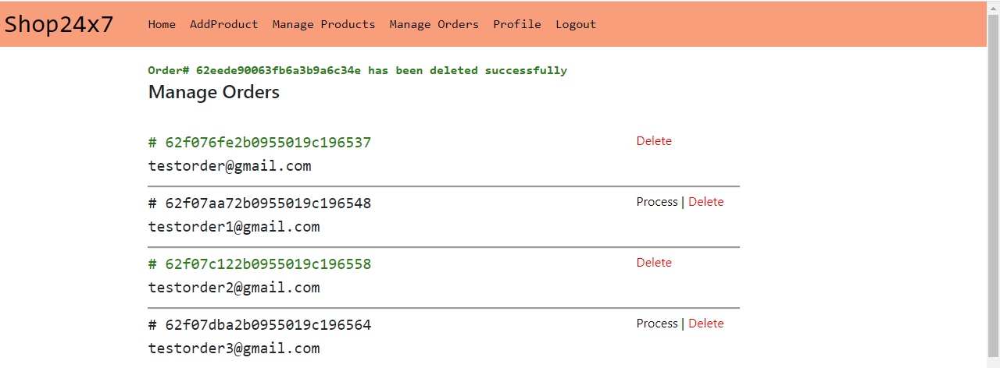 Shop24x7 Home AddProduct Manage Products Manage Orders Profile Logout
Order# 62eede90063fb6a3b9a6c34e has been deleted successfully
Manage Orders
# 62f076fe2b0955019c196537 Delete
testorder@gmail.com
# 62f07aa72b0955019c196548 Process | Delete
testorder1@gmail.com
# 62f07c122b0955019c196558 Delete
testorder2@gmail.com
# 62f07dba2b0955019c196564 Process | Delete
testorder3@gmail.com